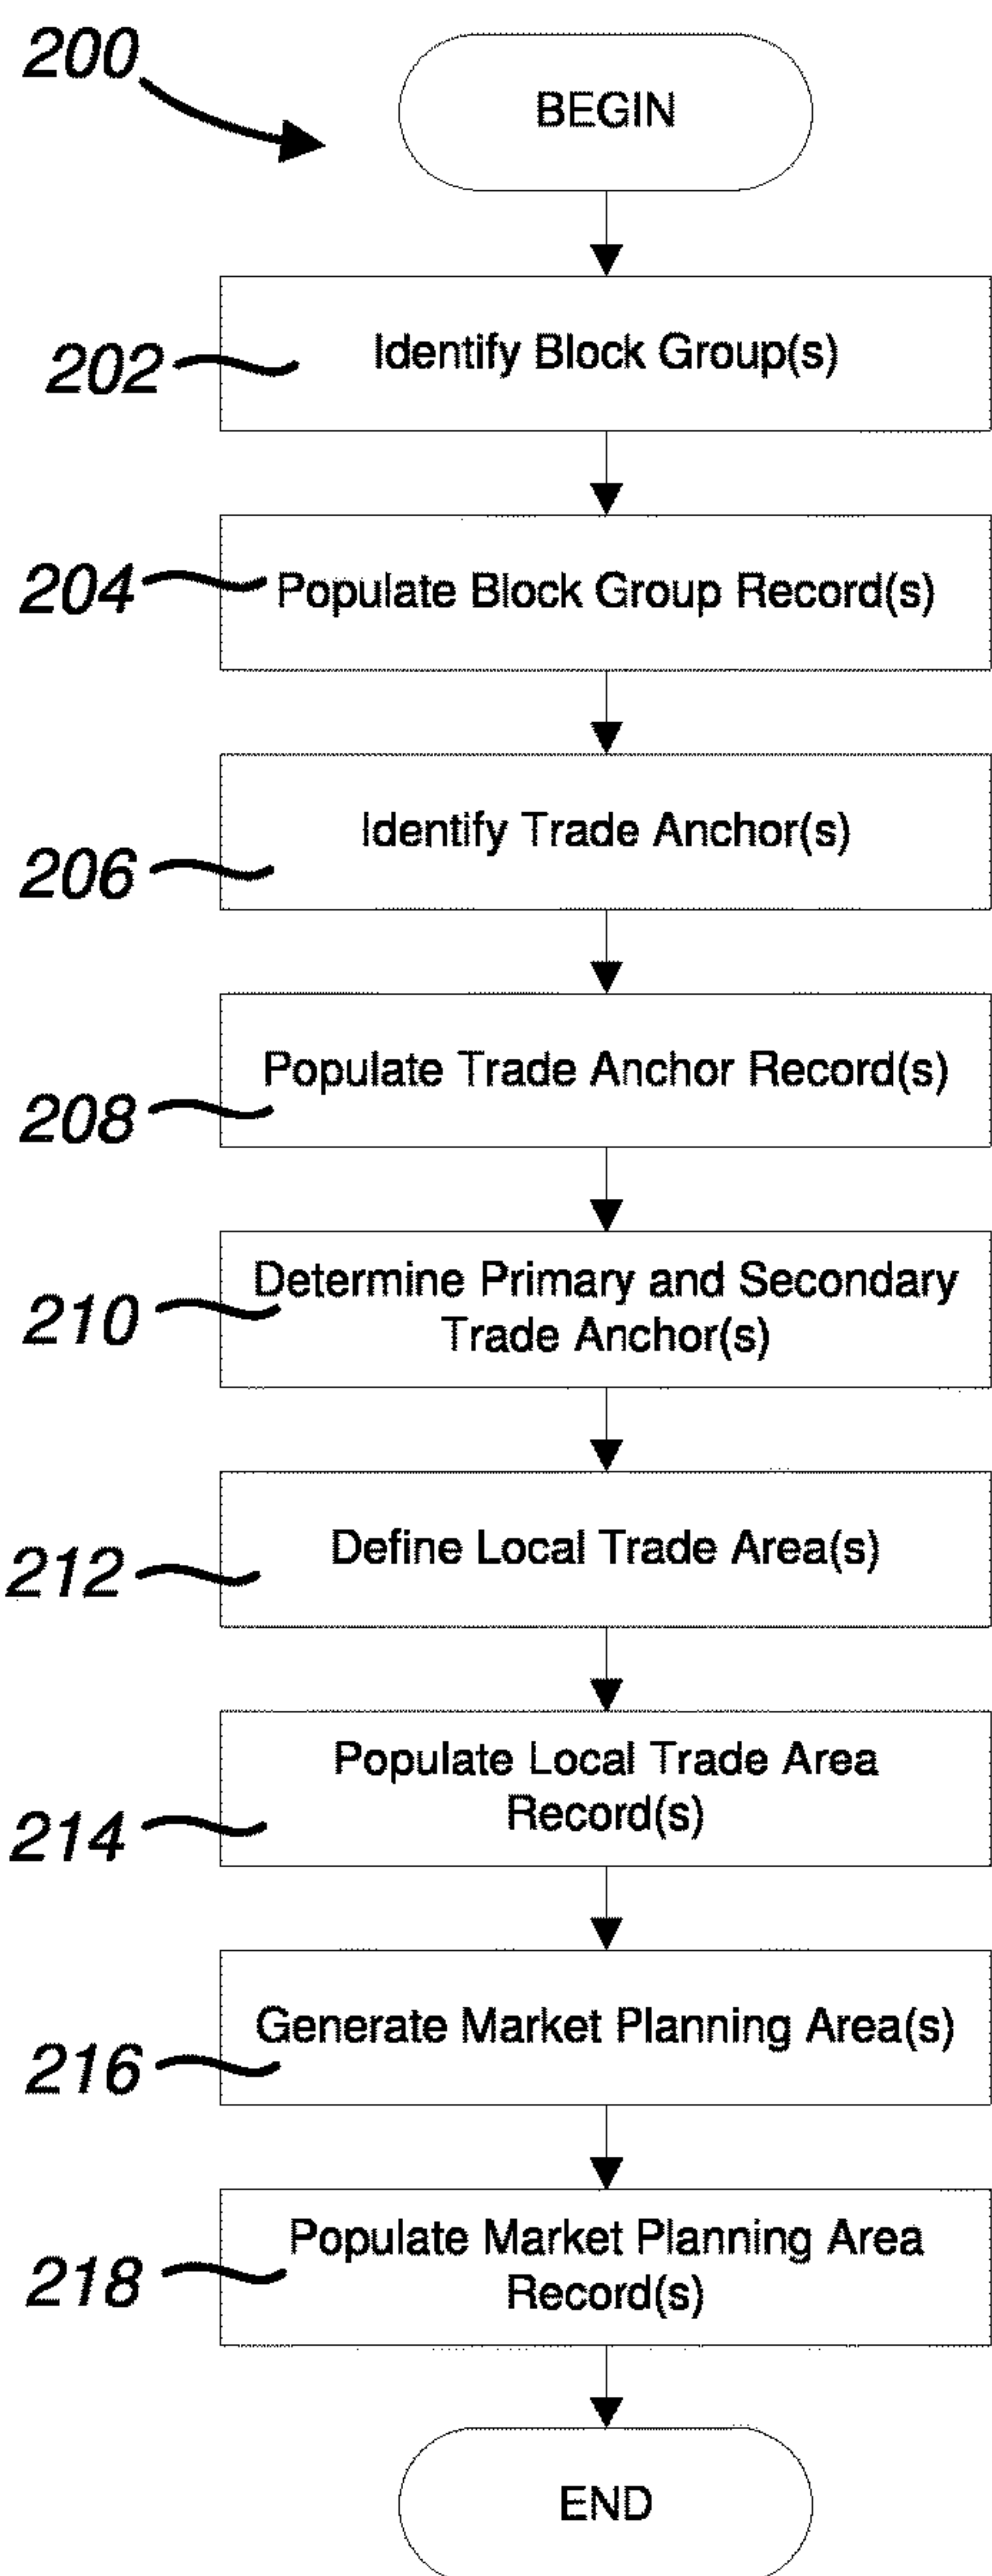 200
BEGIN
202
Identify Block Group(s)
204
Populate Block Group Record(s)
206
Identify Trade Anchor(s)
208
Populate Trade Anchor Record(s)
210
Determine Primary and Secondary
Trade Anchor(s)
212
Define Local Trade Area(s)
214
Populate Local Trade Area
Record(s)
216
Generate Market Planning Area(s)
218
Populate Market Planning Area
Record(s)
END